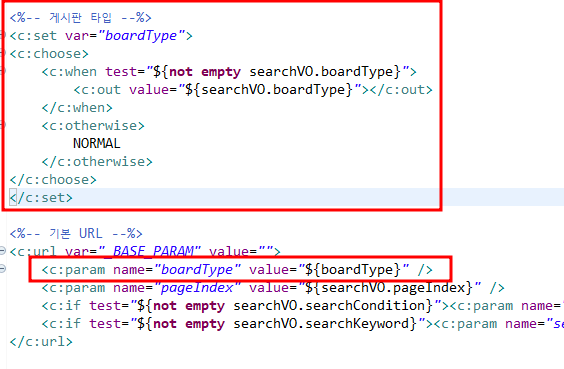 <%-- 게시판 타입 --%>
<c:set var="boardType">
<c:choose>
<c:when test="${not empty searchVO.boardType}">
<c:out value="${searchVO.boardType}"></c:out>
</c:when>
<c:otherwise>
NORMAL
</c:otherwise>
</c:choose>
</c:set>
<%-- 기본 URL --%>
<c:url var="_BASE_PARAM" value="">
<c:param name="boardType" value="${boardType}" />
<c:param name="pageIndex" value="${searchVO.pageIndex}" />
<c:if test="${not empty searchVO.searchCondition}"><c:param name="
<c:if test="${not empty searchVO.searchKeyword}"><c:param name="se
</c:url>